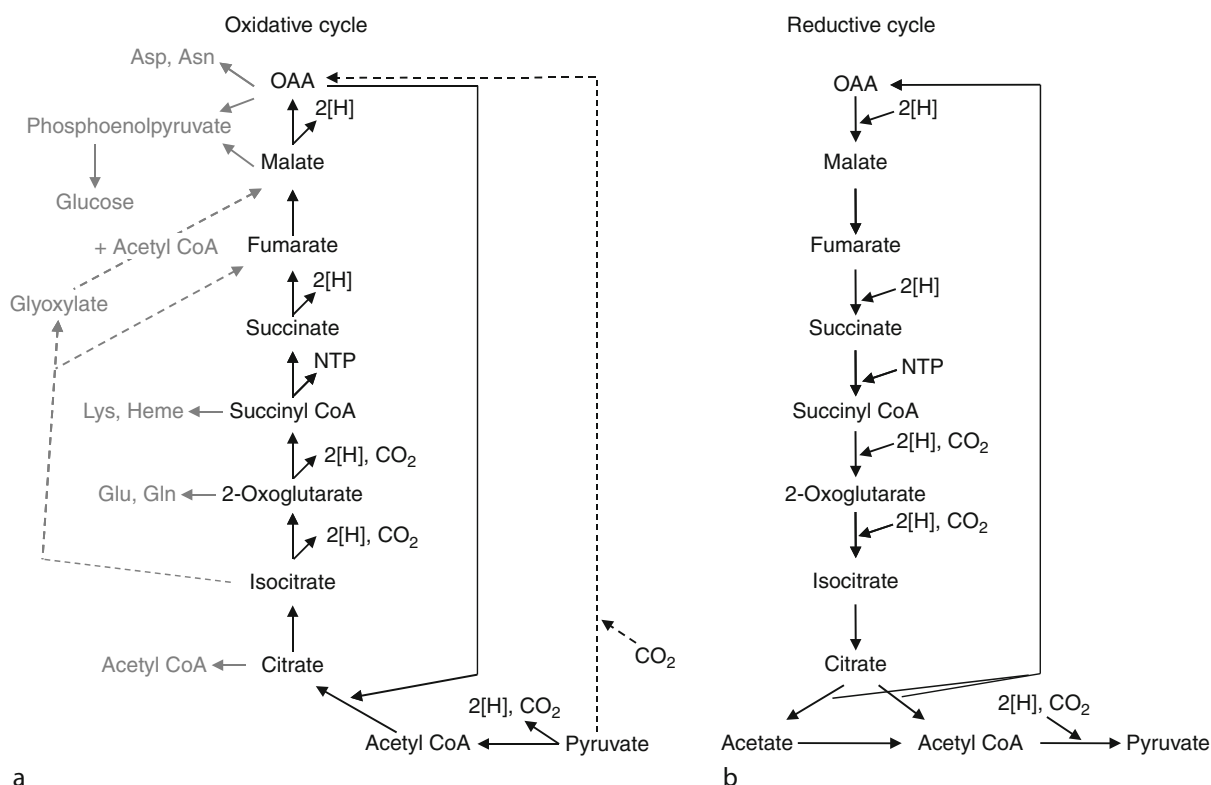 Oxidative cycle
Asp, Asn
OAA
2[H]
Phosphoenolpyruvate
Malate
Glucose
+ Acetyl CoA
Fumarate
2[H]
Glyoxylate
Succinate
NTP
Lys, Heme
Succinyl CoA
2[H], CO₂
Glu, Gln
2-Oxoglutarate
2[H], CO₂
Isocitrate
CO₂
Acetyl CoA
Citrate
2[H], CO₂
Acetyl CoA
Pyruvate
a
Reductive cycle
OAA
2[H]
Malate
Fumarate
2[H]
Succinate
NTP
Succinyl CoA
2[H], CO₂
2-Oxoglutarate
2[H], CO₂
Isocitrate
Citrate
2[H], CO₂
Acetate
Acetyl CoA
Pyruvate
b